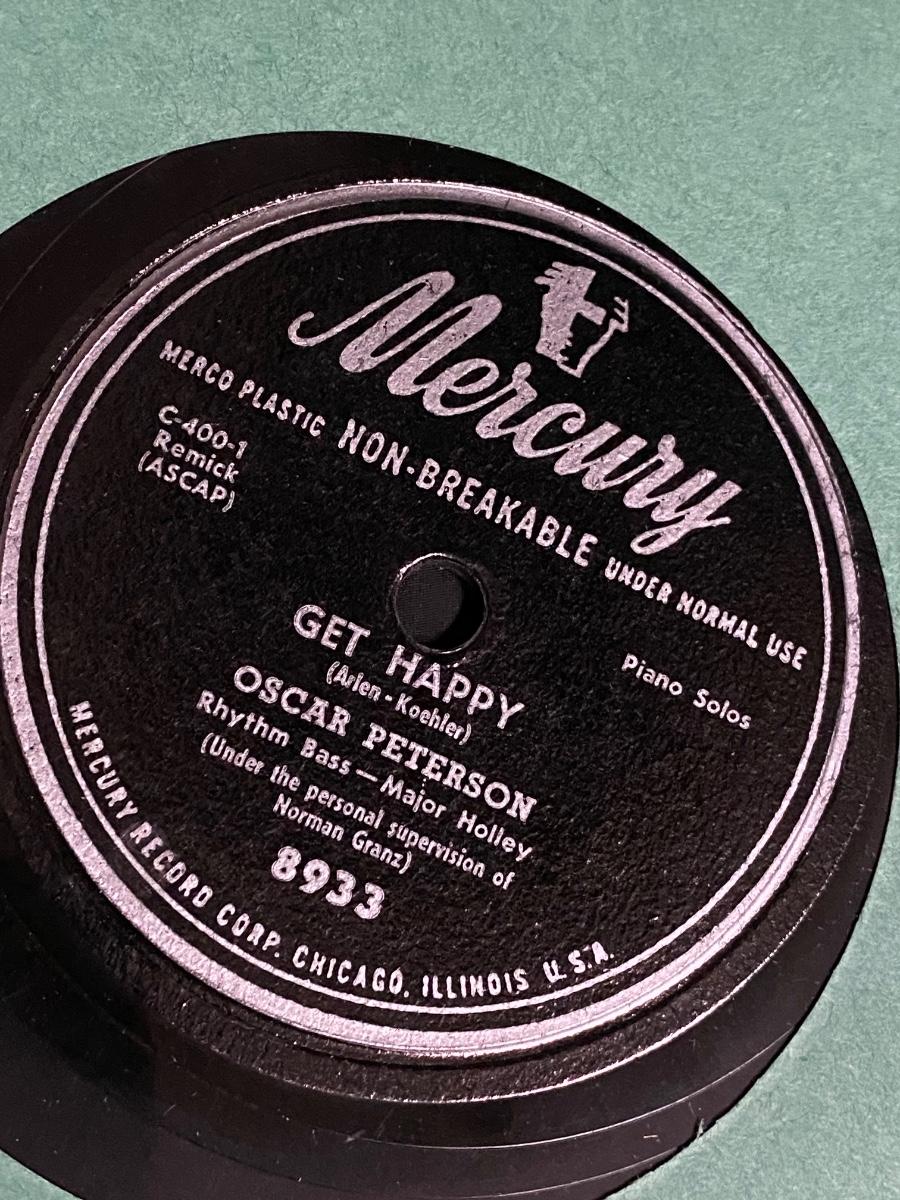 Mercury
MERCO PLASTIC NON-BREAKABLE UNDER NORMAL USE
C-400-1
Remick
(ASCAP)
Piano Solos
GET HAPPY
(Arlen-Koehler)
OSCAR PETERSON
Rhythm Bass—Major Holley
(Under the personal supervision of
Norman Granz)
8933
MERCURY RECORD CORP. CHICAGO, ILLINOIS U.S.A.